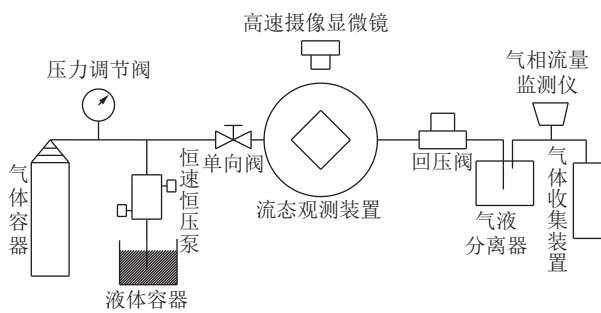 高速摄像显微镜
压力调节阀
气相流量
监测仪
气体容器
恒速恒压泵
单向阀
流态观测装置
回压阀
气液
分离器
气体收集装置
液体容器